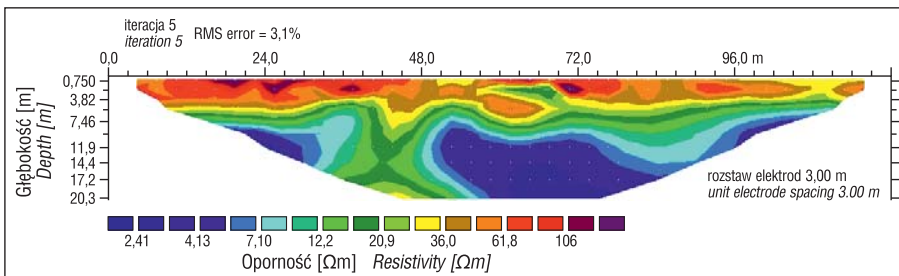 iteracja 5
iteration 5 RMS error = 3,1%
0,0 24,0 48,0 72,0 96,0 m
Głębokość [m]
Depth [m]
0,750
3,82
7,46
11,9
14,4
17,2
20,3
rozstaw elektrod 3,00 m
unit electrode spacing 3.00 m
2,41 4,13 7,10 12,2 20,9 36,0 61,8 106
Oporność [Ωm] Resistivity [Ωm]